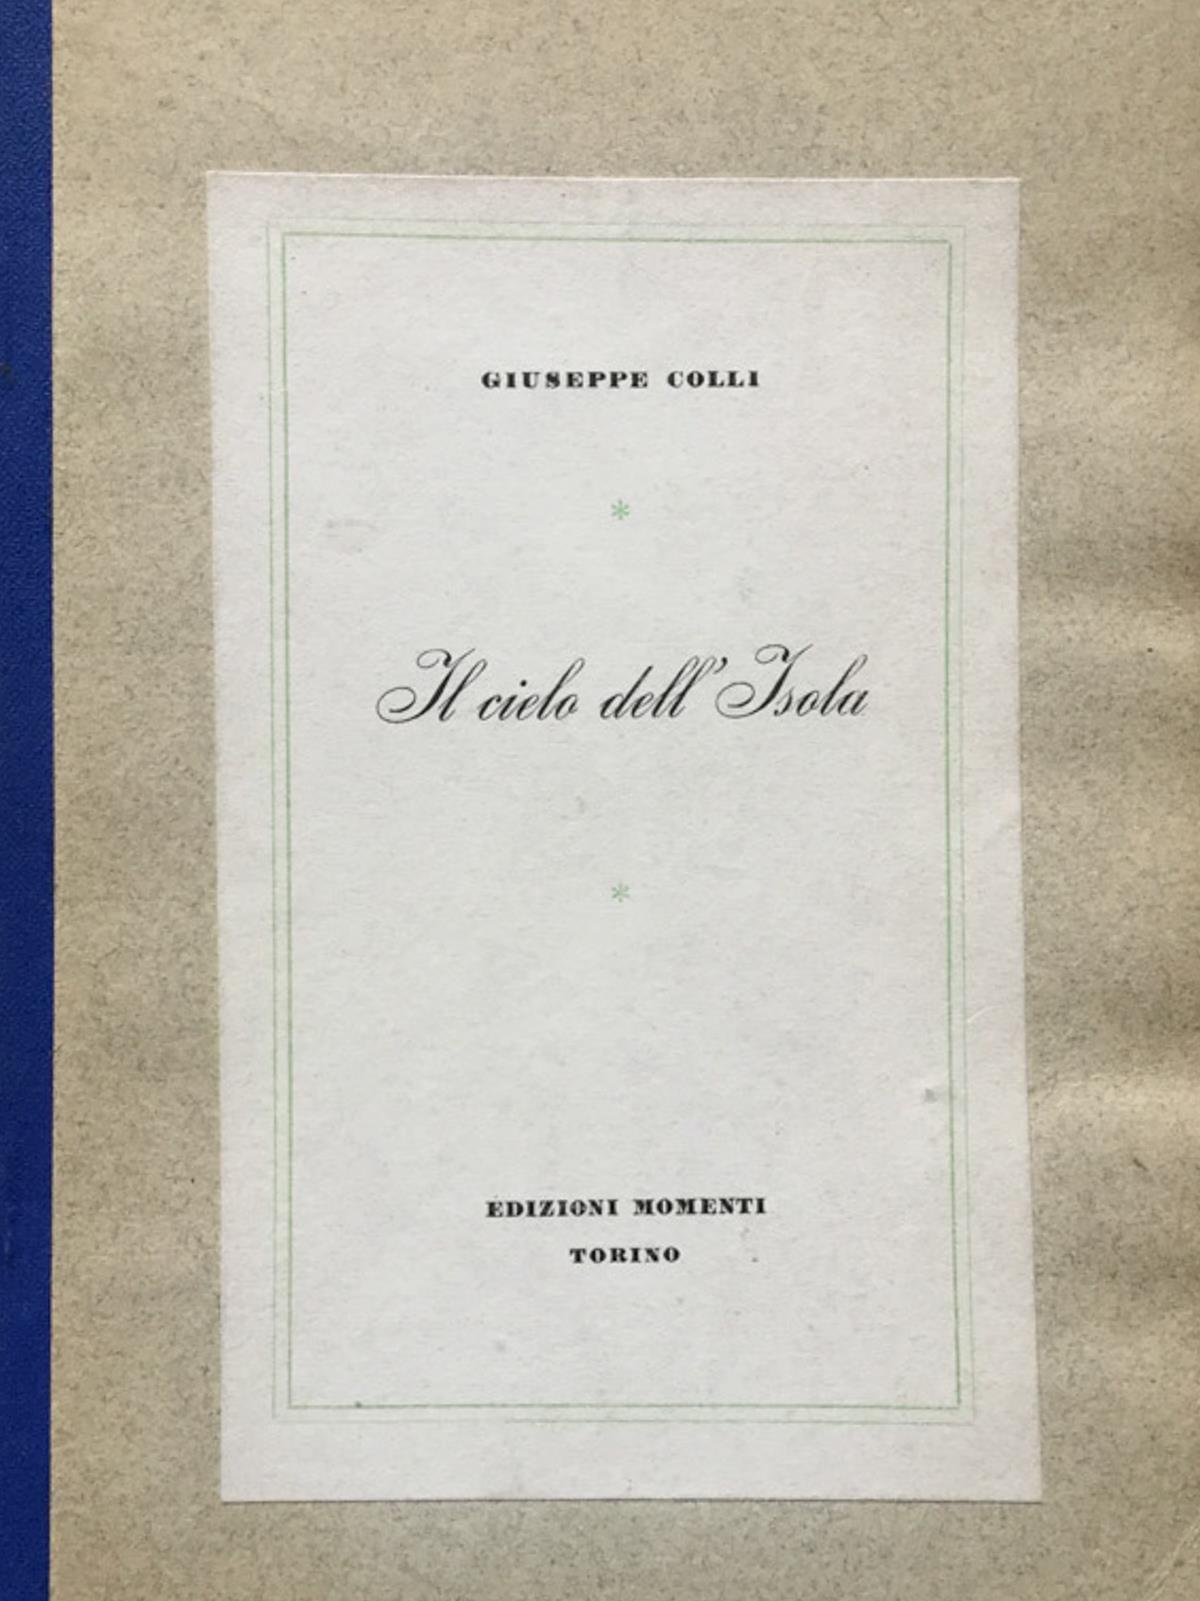 GIUSEPPE COLLI
*
Il cielo dell'Isola
*
EDIZIONI MOMENTI
TORINO